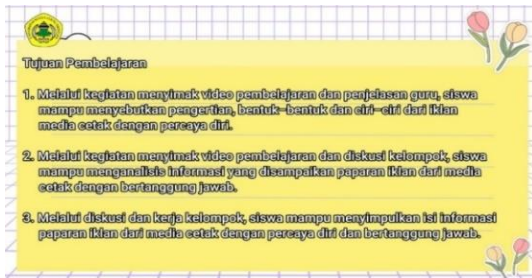 Tujuan Pembelajaran
1. Melalui kegiatan menyimak video pembelajaran dan penjelasan guru, siswa
mampu menyebutkan pengertian, bentuk-bentuk dan ciri-ciri dari iklan
media cetak dengan percaya diri.
2. Melalui kegiatan menyimak video pembelajaran dan diskusi kelompok, siswa
mampu menganalisis informasi yang disampaikan paparan iklan dari media
cetak dengan bertanggung jawab.
3. Melalui diskusi dan kerja kelompok, siswa mampu menyimpulkan isi informasi
paparan iklan dari media cetak dengan percaya diri dan bertanggung jawab.